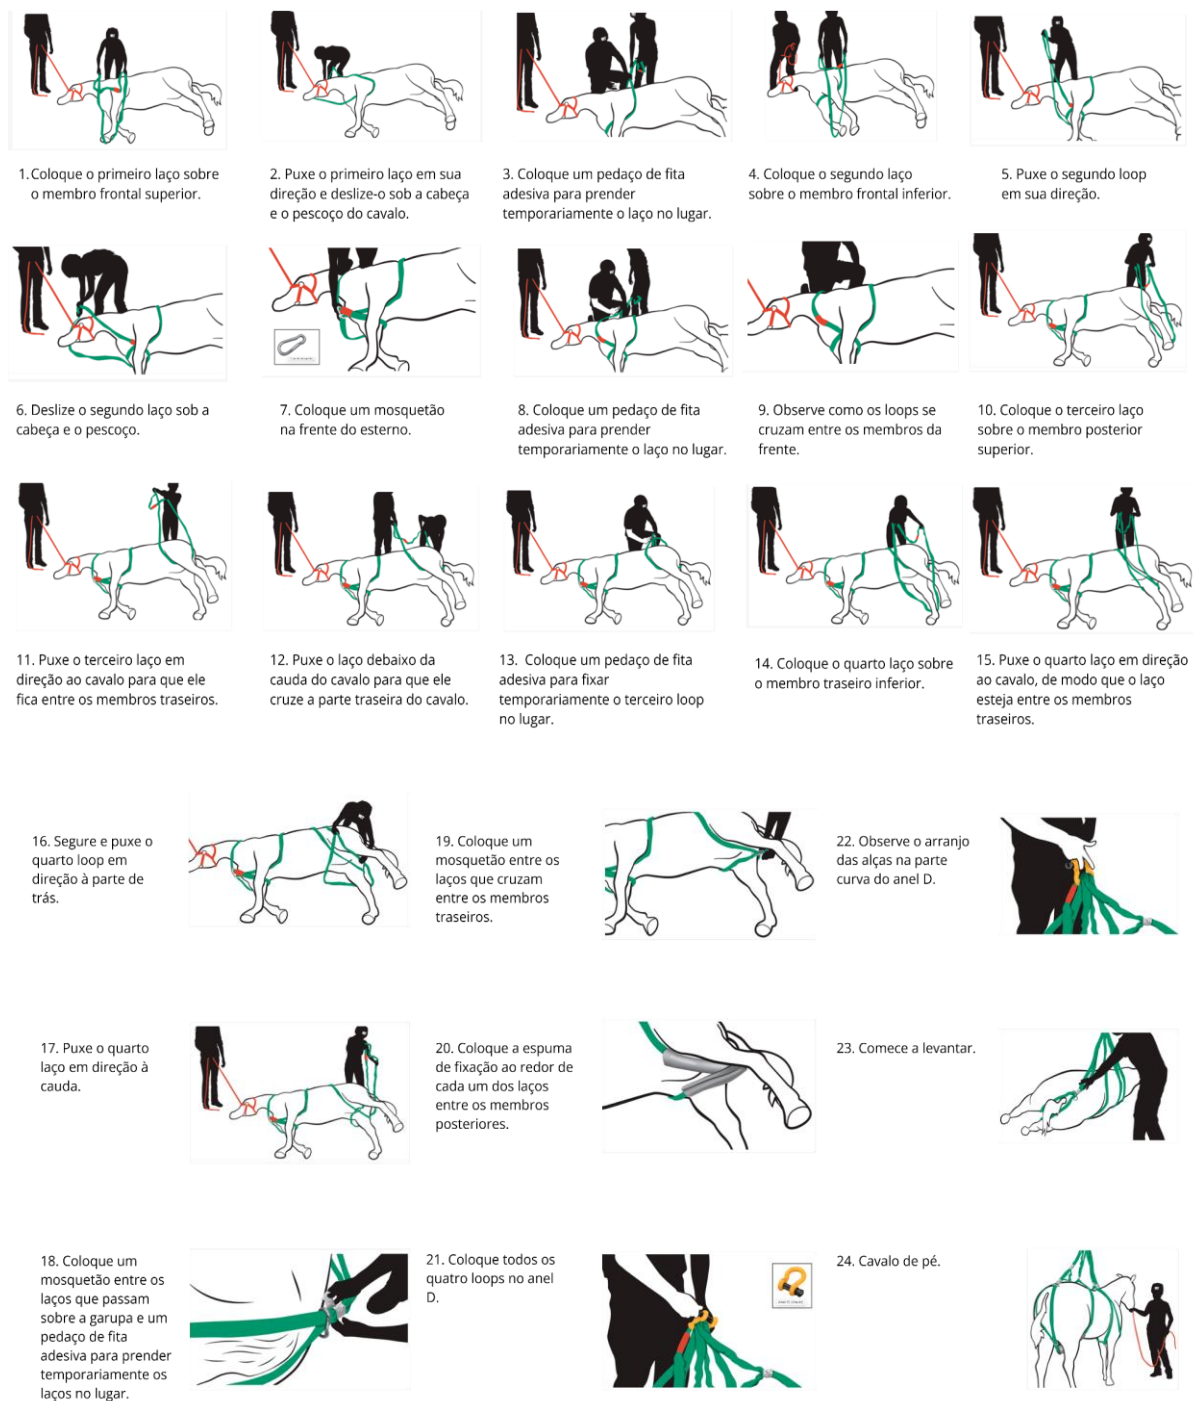 1. Coloque o primeiro laço sobre
o membro frontal superior.
2. Puxe o primeiro laço em sua
direção e deslize-o sob a cabeça
e o pescoço do cavalo.
3. Coloque um pedaço de fita
adesiva para prender
temporariamente o laço no lugar.
4. Coloque o segundo laço
sobre o membro frontal inferior.
5. Puxe o segundo loop
em sua direção.
6. Deslize o segundo laço sob a
cabeça e o pescoço.
7. Coloque um mosquetão
na frente do esterno.
8. Coloque um pedaço de fita
adesiva para prender
temporariamente o laço no lugar.
9. Observe como os loops se
cruzam entre os membros da
frente.
10. Coloque o terceiro laço
sobre o membro posterior
superior.
11. Puxe o terceiro laço em
direção ao cavalo para que ele
fica entre os membros traseiros.
12. Puxe o laço debaixo da
cauda do cavalo para que ele
cruze a parte traseira do cavalo.
13. Coloque um pedaço de fita
adesiva para fixar
temporariamente o terceiro loop
no lugar.
14. Coloque o quarto laço sobre
o membro traseiro inferior.
15. Puxe o quarto laço em direção
ao cavalo, de modo que o laço
esteja entre os membros
traseiros.
16. Segure e puxe o
quarto loop em
direção à parte de
trás.
19. Coloque um
mosquetão entre os
laços que cruzam
entre os membros
traseiros.
22. Observe o arranjo
das alças na parte
curva do anel D.
17. Puxe o quarto
laço em direção à
cauda.
20. Coloque a espuma
de fixação ao redor de
cada um dos laços
entre os membros
posteriores.
23. Comece a levantar.
18. Coloque um
mosquetão entre os
laços que passam
sobre a garupa e um
pedaço de fita
adesiva para prender
temporariamente os
laços no lugar.
21. Coloque todos os
quatro loops no anel
D.
24. Cavalo de pé.